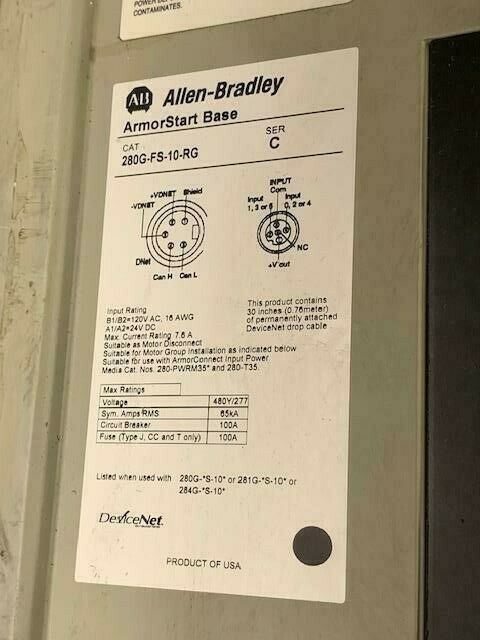 CONTAMINATES.
AB Allen-Bradley
ArmorStart Base
CAT SER
280G-FS-10-RG C
+VDNET Shield
-VDNET
DNet
Can H Can L
INPUT
Com
Input Input
1, 3 or 5 0, 2 or 4
NC
+V out
Input Rating
B1/B2=120V AC, 16 AWG
A1/A2=24V DC
Max. Current Rating 7.6 A
Suitable as Motor Disconnect
Suitable for Motor Group Installation as indicated below
Suitable for use with ArmorConnect Input Power
Media Cat. Nos. 280-PWRM35* and 280-T35.
This product contains
30 inches (0.76meter)
of permanently attached
DeviceNet drop cable
Max Ratings
Voltage 480Y/277
Sym. Amps RMS 65kA
Circuit Breaker 100A
Fuse (Type J, CC and T only) 100A
Listed when used with 280G-*S-10* or 281G-*S-10* or
284G-*S-10*
DeviceNet
PRODUCT OF USA